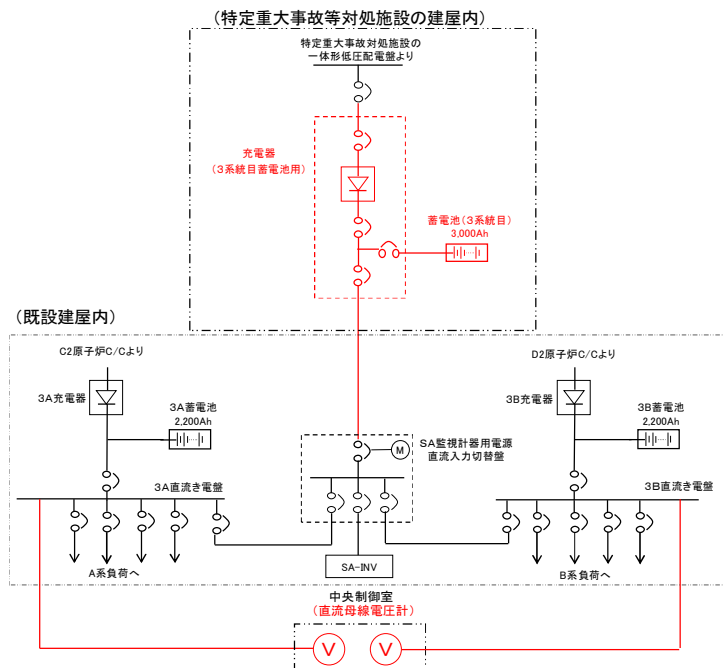 (特定重大事故等対処施設の建屋内)
特定重大事故対処施設の
一体形低圧配電盤より
充電器
(3系統目蓄電池用)
蓄電池(3系統目)
3,000Ah
(既設建屋内)
C2原子炉C/Cより
D2原子炉C/Cより
3A充電器
3A蓄電池
2,200Ah
3B充電器
3B蓄電池
2,200Ah
SA監視計器用電源
直流入力切替盤
M
3A直流き電盤
3B直流き電盤
A系負荷へ
SA-INV
B系負荷へ
中央制御室
(直流母線電圧計)
V
V